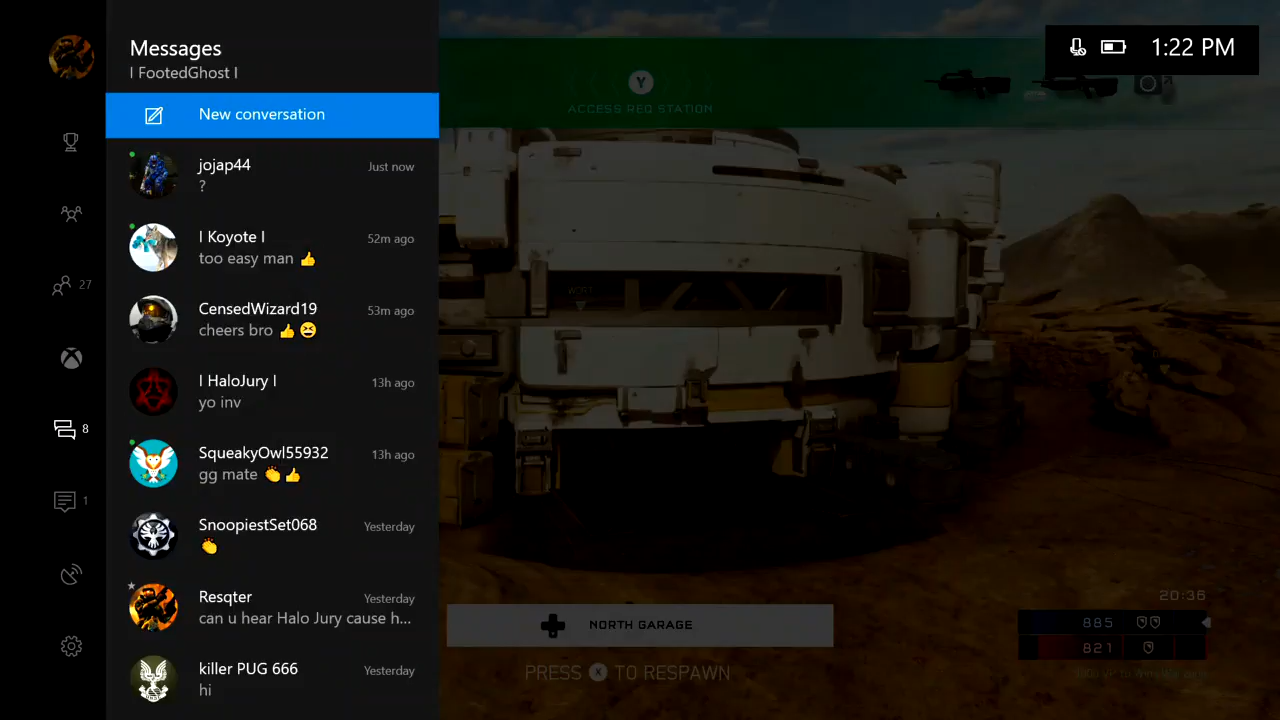 Messages
I FootedGhost I
New conversation
jojap44
Just now
?
I Koyote I
52m ago
too easy man 👍
CensedWizard19
53m ago
cheers bro 👍😆
I HaloJury I
13h ago
yo inv
SqueakyOwl55932
13h ago
gg mate 👏👍
SnoopiestSet068
Yesterday
👏
Resqter
Yesterday
can u hear Halo Jury cause h...
killer PUG 666
Yesterday
hi
27
8
1
1:22 PM
Y
ACCESS REQ STATION
NORTH GARAGE
PRESS X TO RESPAWN
20:36
885
821